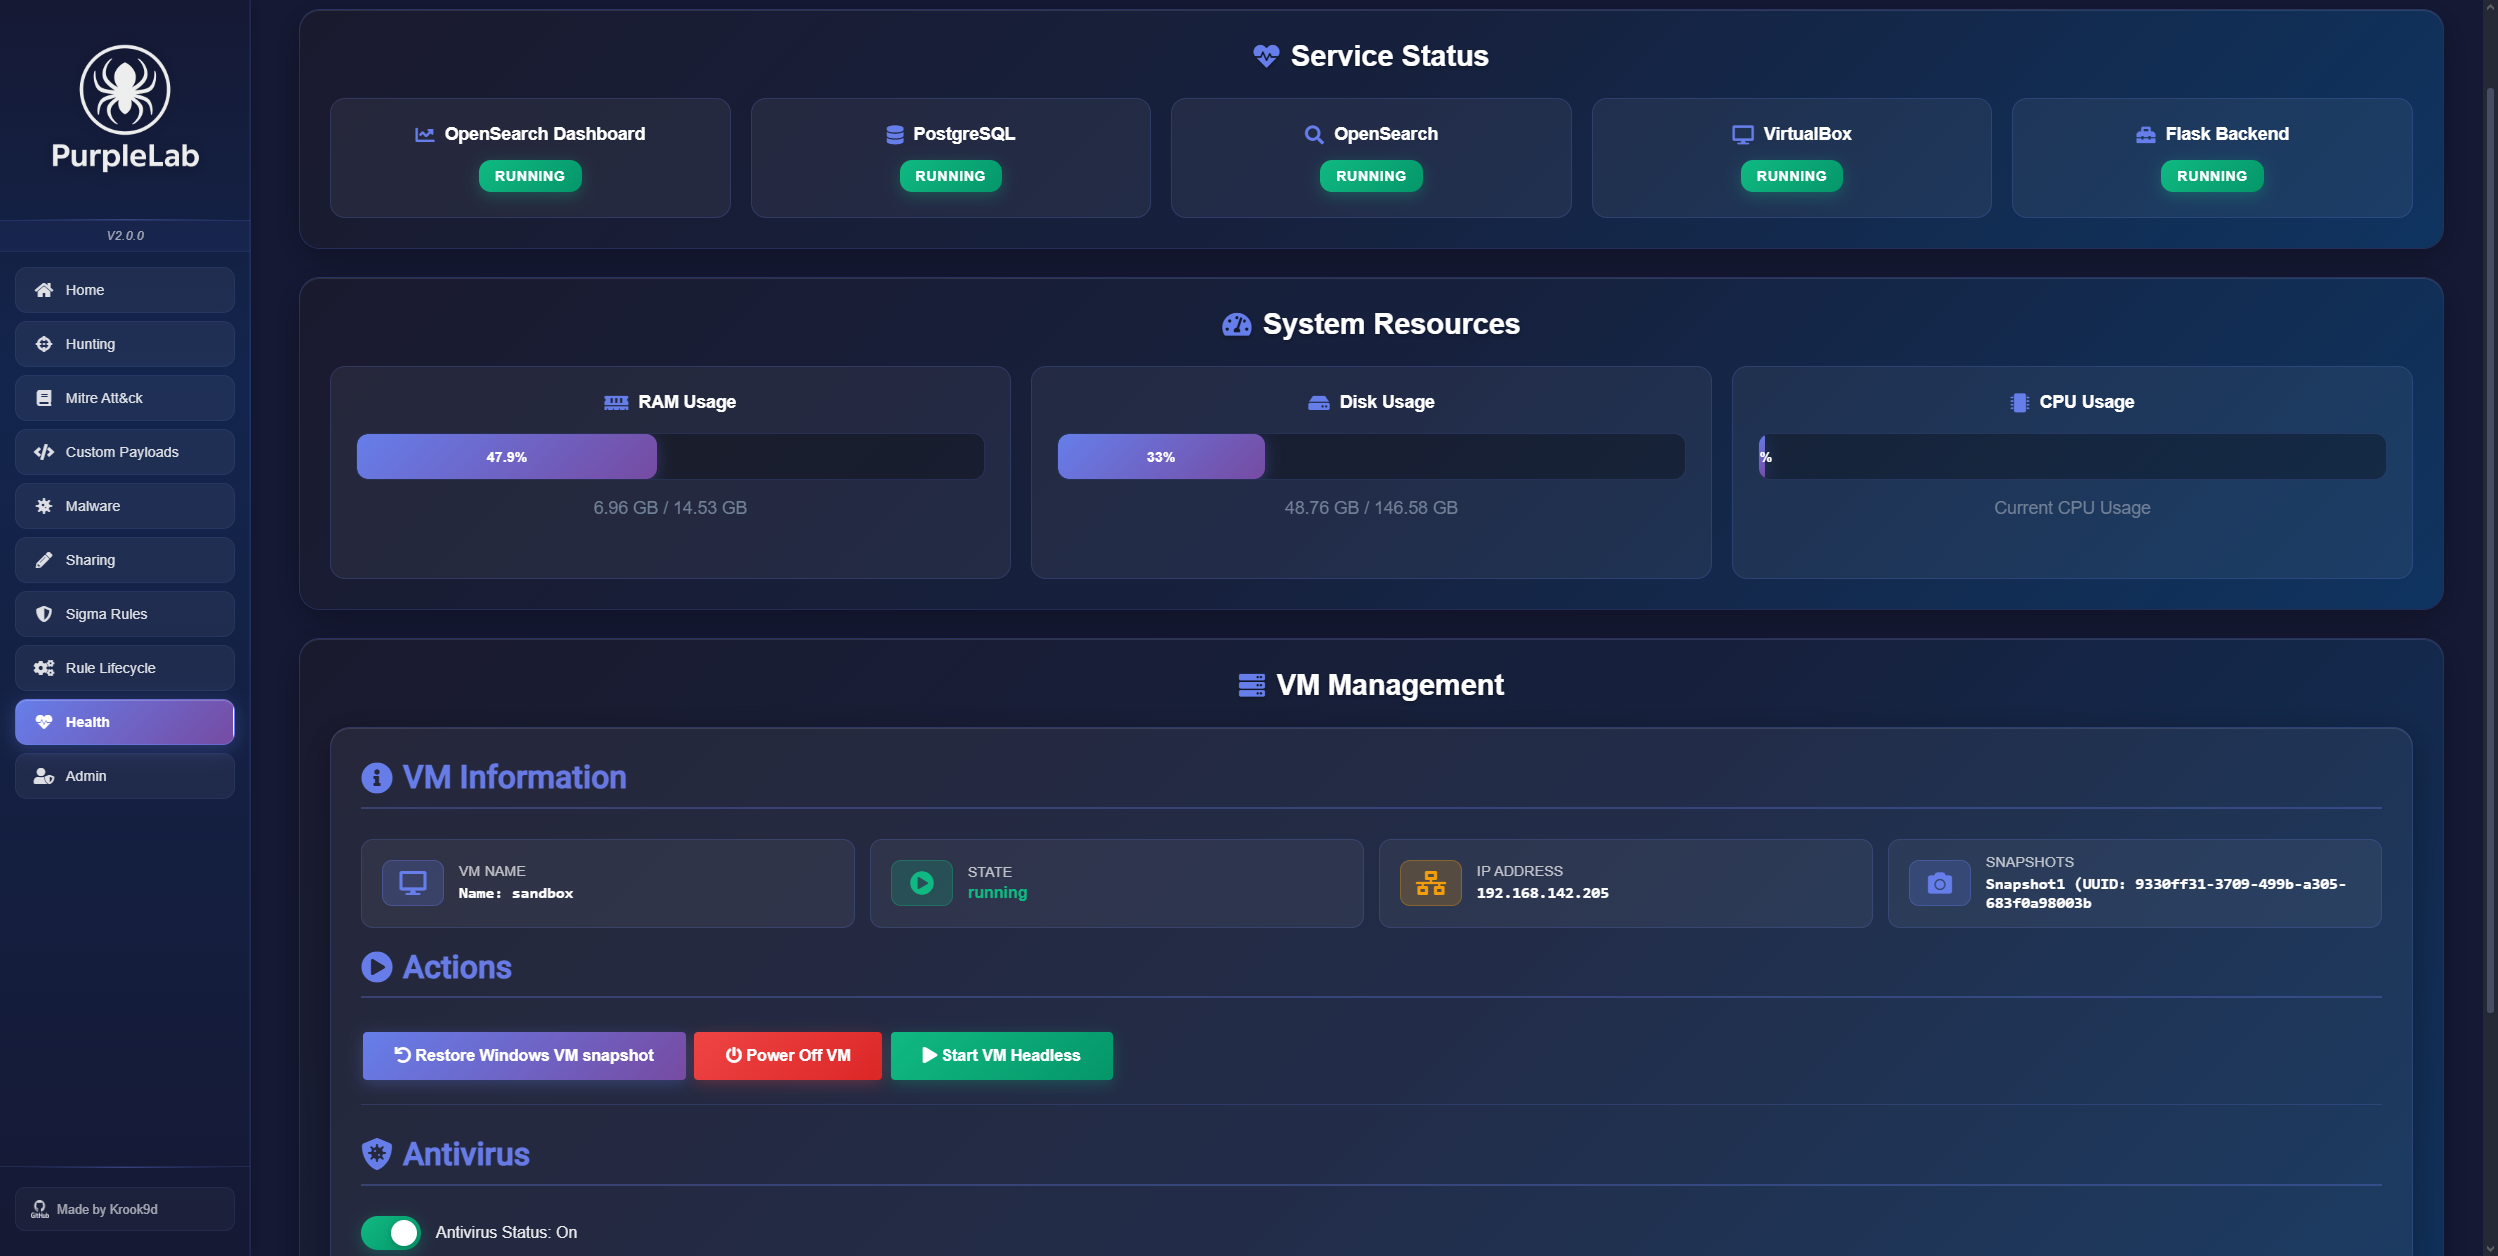 PurpleLab
V2.0.0
Home
Hunting
Mitre Att&ck
Custom Payloads
Malware
Sharing
Sigma Rules
Rule Lifecycle
Health
Admin
GitHub
Made by Krook9d
Service Status
OpenSearch Dashboard
RUNNING
PostgreSQL
RUNNING
OpenSearch
RUNNING
VirtualBox
RUNNING
Flask Backend
RUNNING
System Resources
RAM Usage
47.9%
6.96 GB / 14.53 GB
Disk Usage
33%
48.76 GB / 146.58 GB
CPU Usage
%
Current CPU Usage
VM Management
VM Information
VM NAME
Name: sandbox
STATE
running
IP ADDRESS
192.168.142.205
SNAPSHOTS
Snapshot1 (UUID: 9330ff31-3709-499b-a305-
683f0a98003b
Actions
Restore Windows VM snapshot
Power Off VM
Start VM Headless
Antivirus
Antivirus Status: On